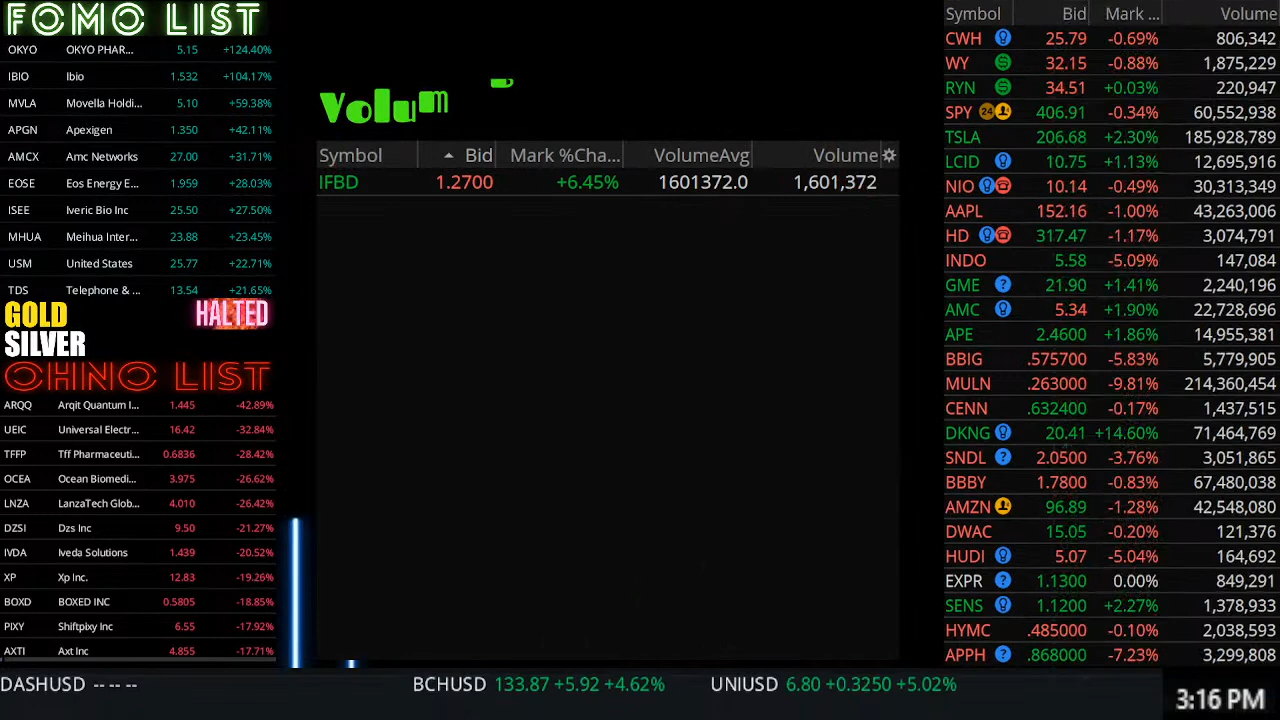 FOMO LIST
OKYO OKYO PHAR... 5.15 +124.40%
IBIO Ibio 1.532 +104.17%
MVLA Movella Holdi... 5.10 +59.38%
APGN Apexigen 1.350 +42.11%
AMCX Amc Networks 27.00 +31.71%
EOSE Eos Energy E... 1.959 +28.03%
ISEE Iveric Bio Inc 25.50 +27.50%
MHUA Meihua Inter... 23.88 +23.45%
USM United States 25.77 +22.71%
TDS Telephone & ... 13.54 +21.65%
GOLD HALTED
SILVER
OHNO LIST
ARQQ Arqit Quantum I... 1.445 -42.89%
UEIC Universal Electr... 16.42 -32.84%
TFFP Tff Pharmaceuti... 0.6836 -28.42%
OCEA Ocean Biomedi... 3.975 -26.62%
LNZA LanzaTech Glob... 4.010 -26.42%
DZSI Dzs Inc 9.50 -21.27%
IVDA Iveda Solutions 1.439 -20.52%
XP Xp Inc. 12.83 -19.26%
BOXD BOXED INC 0.5805 -18.85%
PIXY Shiftpixy Inc 6.55 -17.92%
AXTI Axt Inc 4.855 -17.71%
Volum
Symbol Bid Mark %Cha... VolumeAvg Volume
IFBD 1.2700 +6.45% 1601372.0 1,601,372
Symbol Bid Mark ... Volume
CWH 25.79 -0.69% 806,342
WY 32.15 -0.88% 1,875,229
RYN 34.51 +0.03% 220,947
SPY 24 406.91 -0.34% 60,552,938
TSLA 206.68 +2.30% 185,928,789
LCID 10.75 +1.13% 12,695,916
NIO 10.14 -0.49% 30,313,349
AAPL 152.16 -1.00% 43,263,006
HD 317.47 -1.17% 3,074,791
INDO 5.58 -5.09% 147,084
GME ? 21.90 +1.41% 2,240,196
AMC 5.34 +1.90% 22,728,696
APE 2.4600 +1.86% 14,955,381
BBIG .575700 -5.83% 5,779,905
MULN .263000 -9.81% 214,360,454
CENN .632400 -0.17% 1,437,515
DKNG 20.41 +14.60% 71,464,769
SNDL ? 2.0500 -3.76% 3,051,865
BBBY 1.7800 -0.83% 67,480,038
AMZN 96.89 -1.28% 42,548,080
DWAC 15.05 -0.20% 121,376
HUDI 5.07 -5.04% 164,692
EXPR ? 1.1300 0.00% 849,291
SENS 1.1200 +2.27% 1,378,933
HYMC .485000 -0.10% 2,038,593
APPH ? .868000 -7.23% 3,299,808
DASHUSD -- -- -- BCHUSD 133.87 +5.92 +4.62% UNIUSD 6.80 +0.3250 +5.02%
3:16 PM